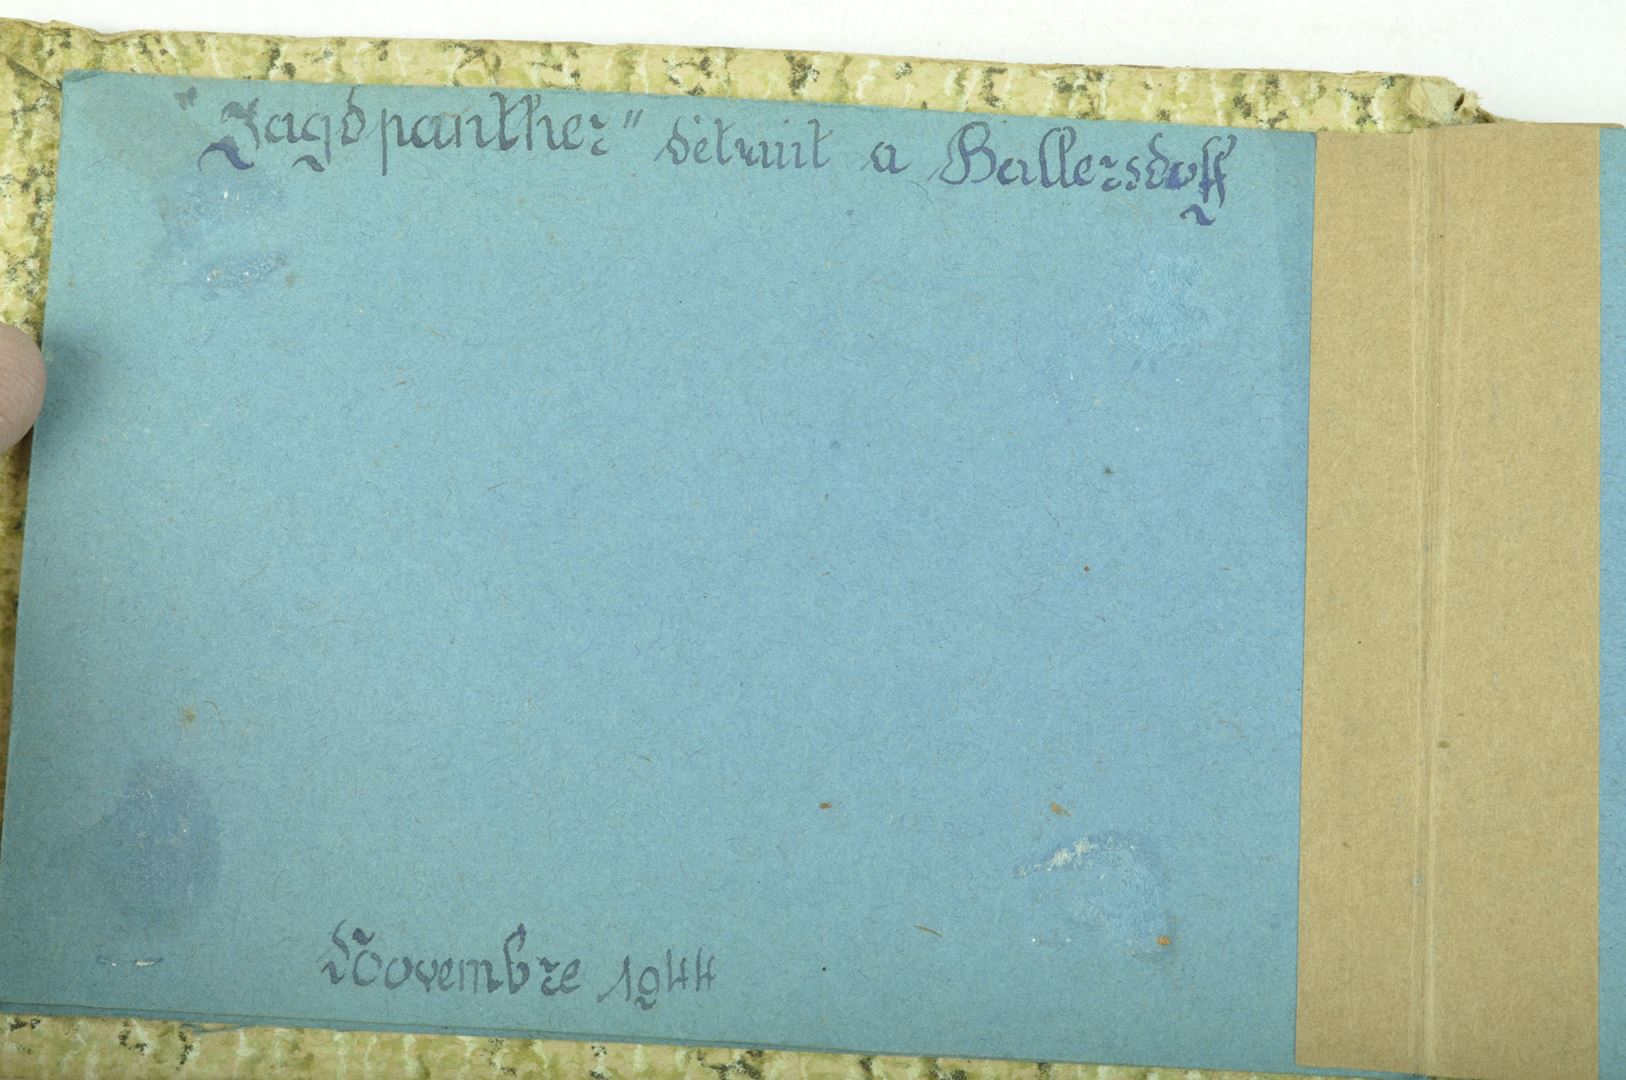 "Jagdpanther" détruit a Ballersdorf
Novembre 1944